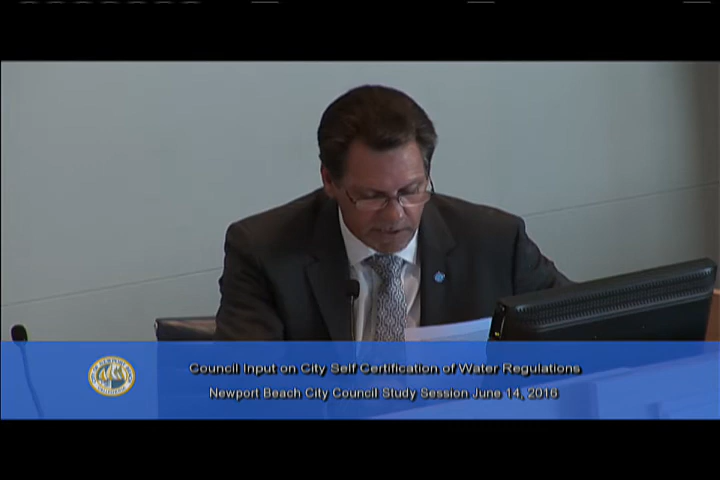 Council Input on City Self Certification of Water Regulations
Newport Beach City Council Study Session June 14, 2016